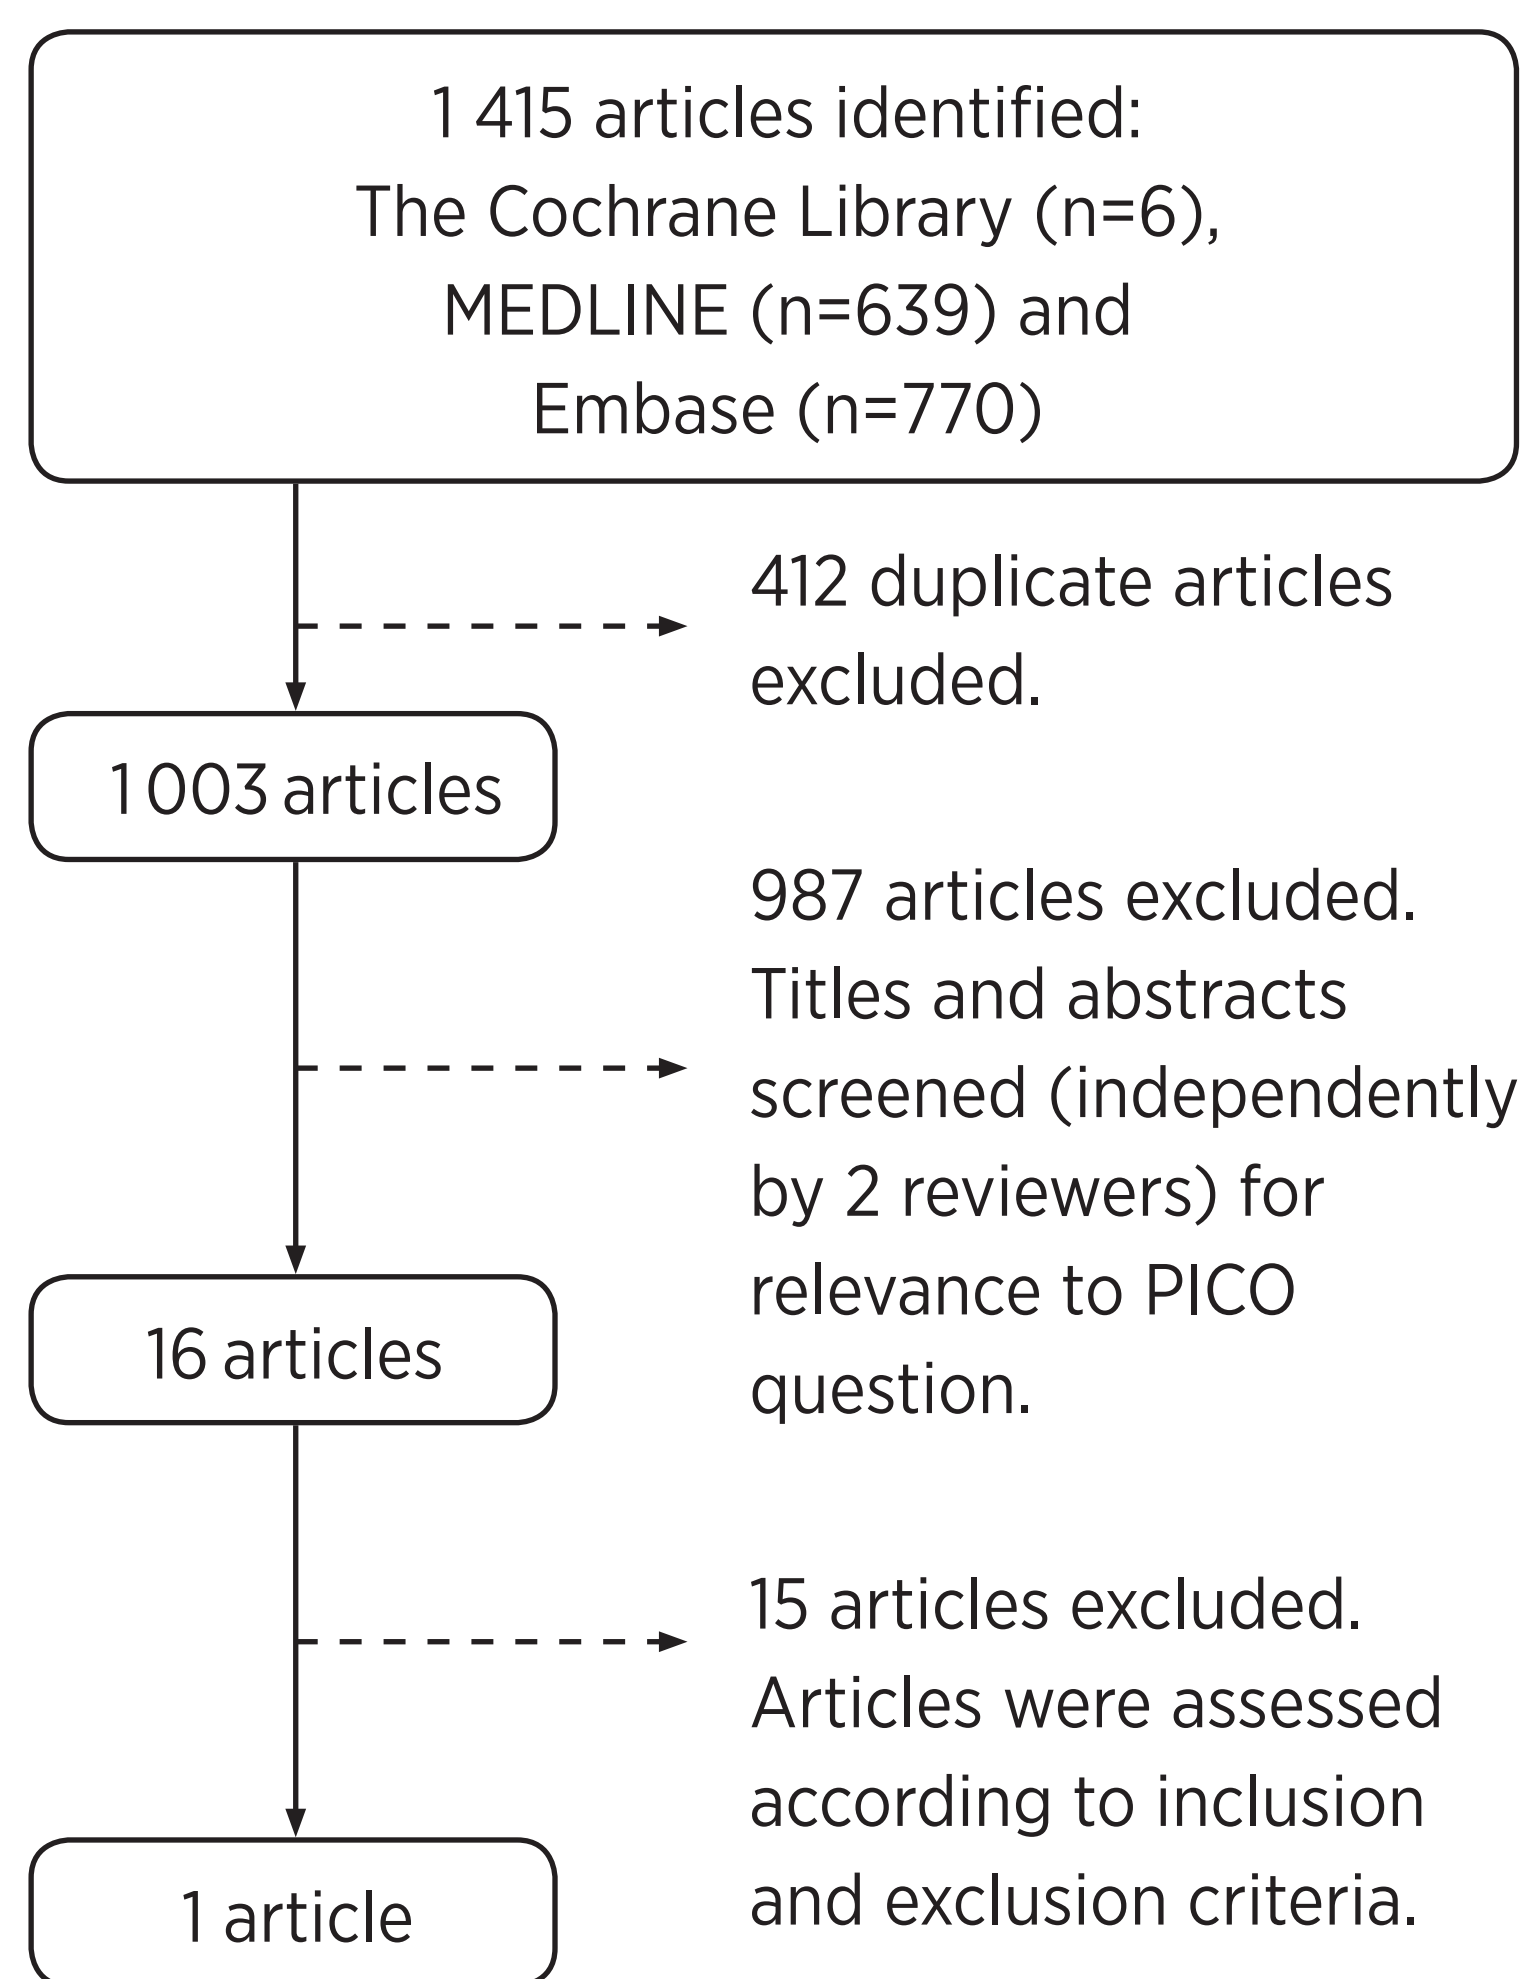 1 415 articles identified:
The Cochrane Library (n=6),
MEDLINE (n=639) and
Embase (n=770)
412 duplicate articles
excluded.
1 003 articles
987 articles excluded.
Titles and abstracts
screened (independently
by 2 reviewers) for
relevance to PICO
question.
16 articles
15 articles excluded.
Articles were assessed
according to inclusion
and exclusion criteria.
1 article